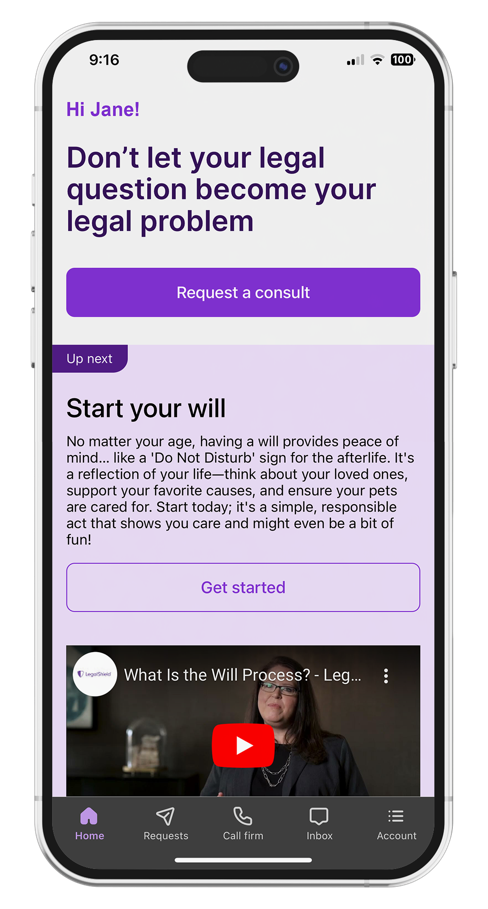 9:16
100
Hi Jane!
Don’t let your legal
question become your
legal problem
Request a consult
Up next
Start your will
No matter your age, having a will provides peace of
mind... like a 'Do Not Disturb' sign for the afterlife. It's
a reflection of your life—think about your loved ones,
support your favorite causes, and ensure your pets
are cared for. Start today; it's a simple, responsible
act that shows you care and might even be a bit of
fun!
Get started
LegalShield
What Is the Will Process? - Leg...
Home
Requests
Call firm
Inbox
Account